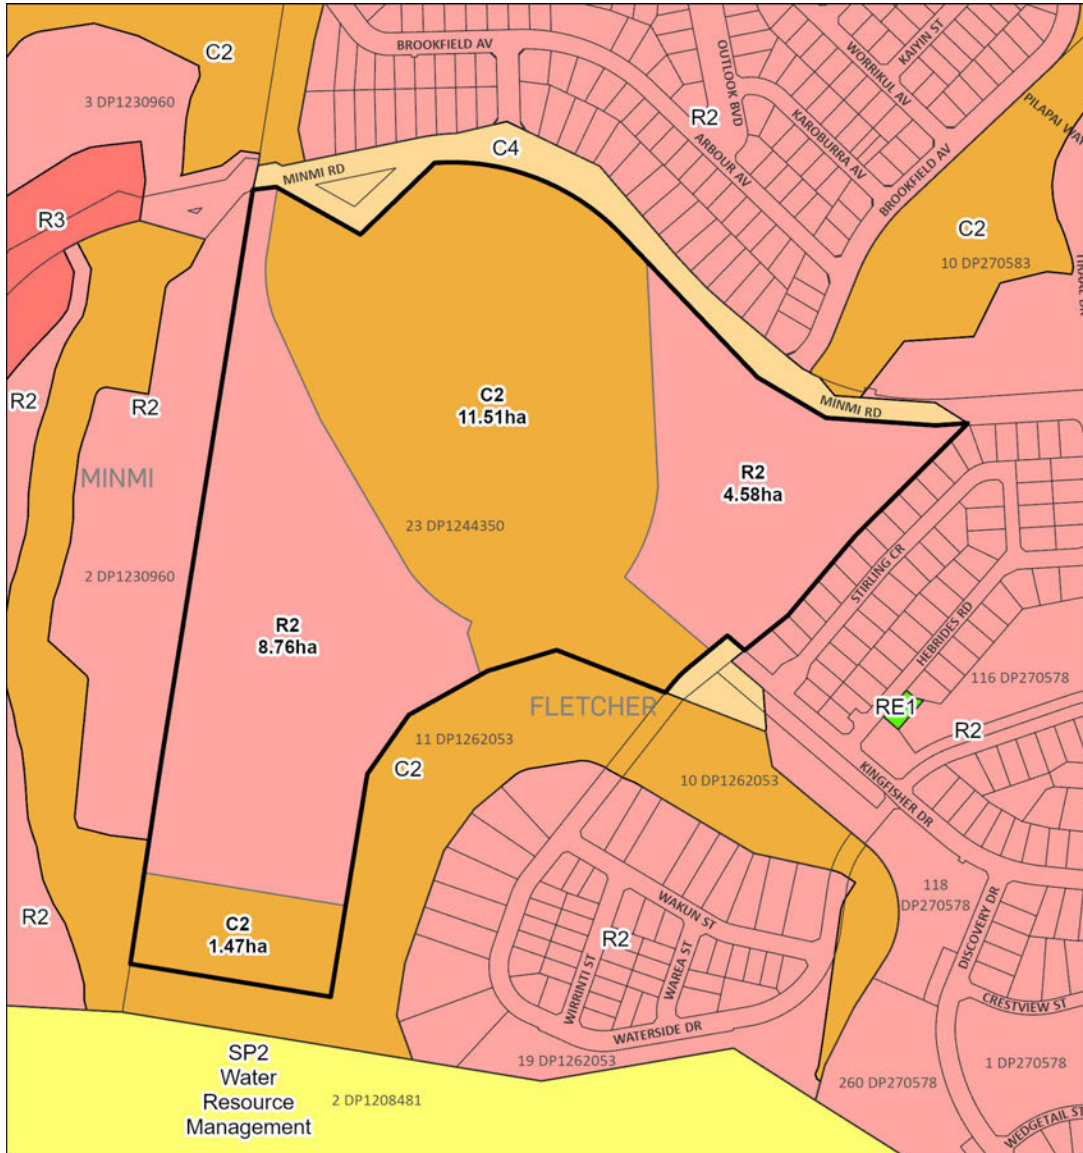 C2
BROOKFIELD AV
OUTLOOK BVD
WORRIKUL AV
KAIYIN ST
3 DP1230960
PILAPAI WAY
R2
KAROBURRA AV
C4
ARBOUR AV
MINMI RD
BROOKFIELD AV
R3
C2
10 DP270583
C2
11.51ha
R2
R2
MINMI RD
MINMI
R2
4.58ha
23 DP1244350
STIRLING CR
2 DP1230960
R2
8.76ha
HEBRIDES RD
116 DP270578
FLETCHER
RE1
R2
11 DP1262053
C2
10 DP1262053
KINGFISHER DR
118
DP270578
WAKUN ST
DISCOVERY DR
R2
C2
1.47ha
R2
WIRRINTI ST
WAREA ST
CRESTVIEW ST
WATERSIDE DR
SP2
Water
Resource
Management
19 DP1262053
1 DP270578
260 DP270578
2 DP1208481
WEDGETAIL ST